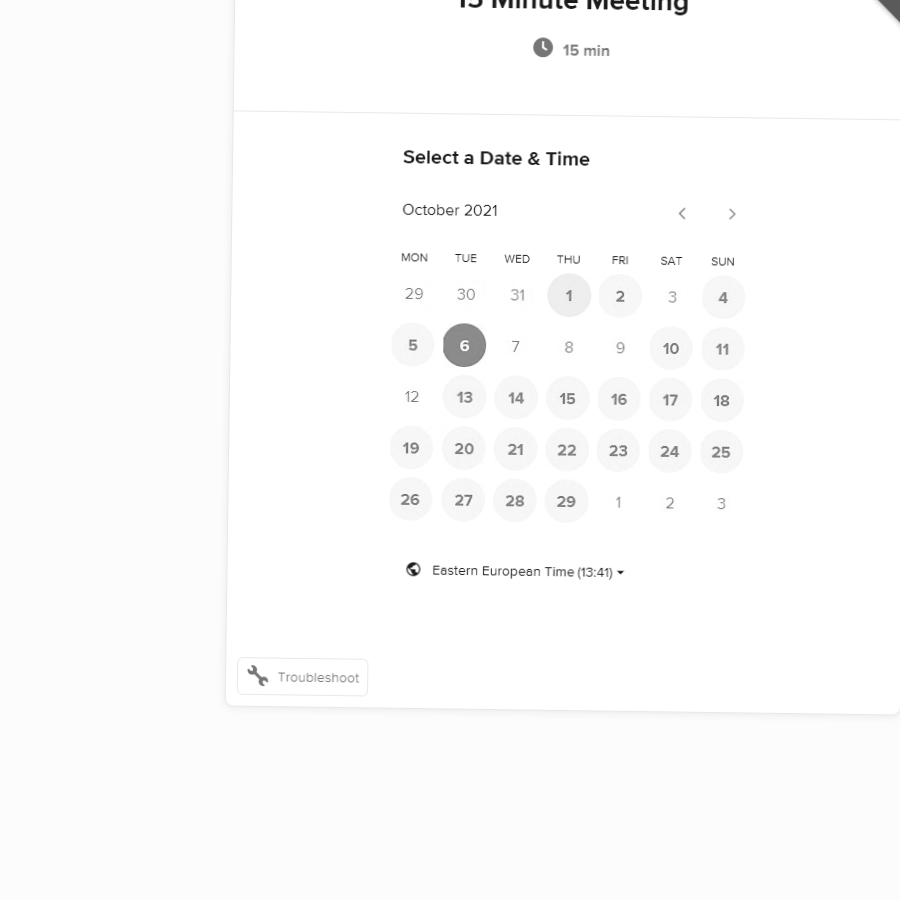 15 Minute Meeting
15 min
Select a Date & Time
October 2021
MON TUE WED THU FRI SAT SUN
29 30 31 1 2 3 4
5 6 7 8 9 10 11
12 13 14 15 16 17 18
19 20 21 22 23 24 25
26 27 28 29 1 2 3
Eastern European Time (13:41)
Troubleshoot